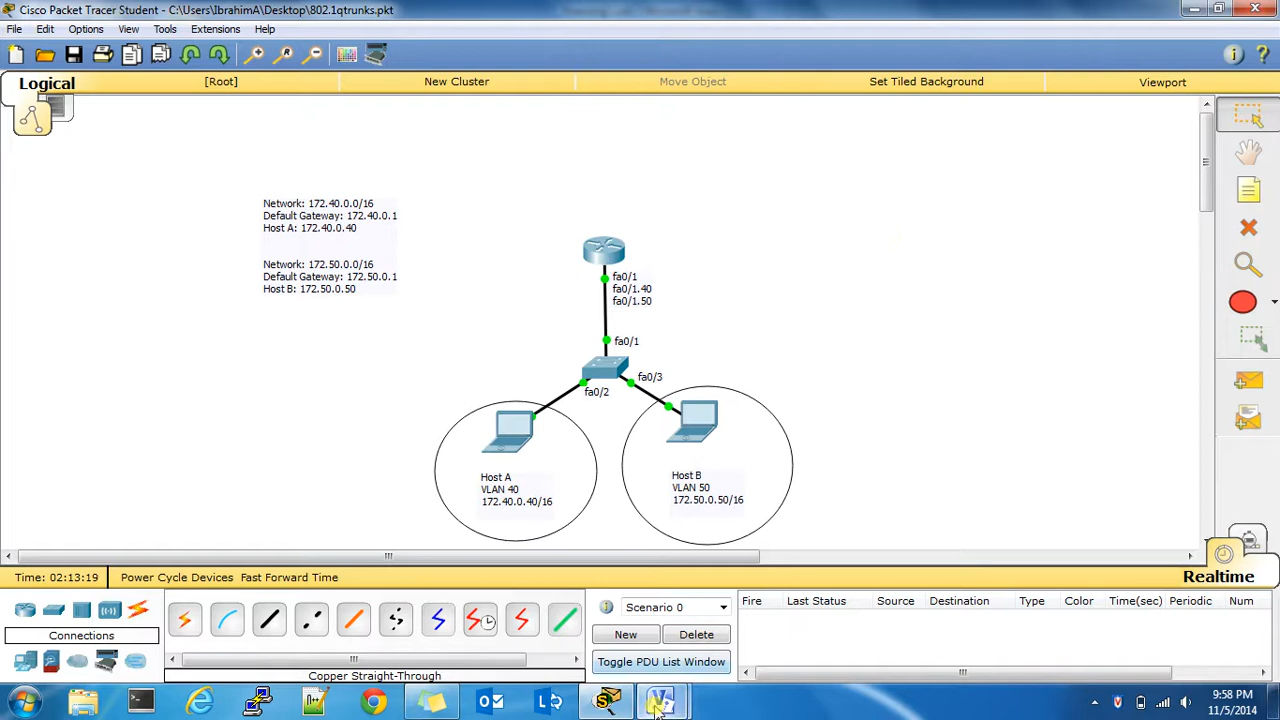 Cisco Packet Tracer Student - C:\Users\IbrahimA\Desktop\802.1qtrunks.pkt
File Edit Options View Tools Extensions Help
Logical [Root] New Cluster Move Object Set Tiled Background Viewport
Network: 172.40.0.0/16
Default Gateway: 172.40.0.1
Host A: 172.40.0.40
Network: 172.50.0.0/16
Default Gateway: 172.50.0.1
Host B: 172.50.0.50
fa0/1
fa0/1.40
fa0/1.50
fa0/1
fa0/3
fa0/2
Host A
VLAN 40
172.40.0.40/16
Host B
VLAN 50
172.50.0.50/16
Time: 02:13:19 Power Cycle Devices Fast Forward Time Realtime
Scenario 0
Fire Last Status Source Destination Type Color Time(sec) Periodic Num
Connections
New Delete
Toggle PDU List Window
Copper Straight-Through
9:58 PM
11/5/2014